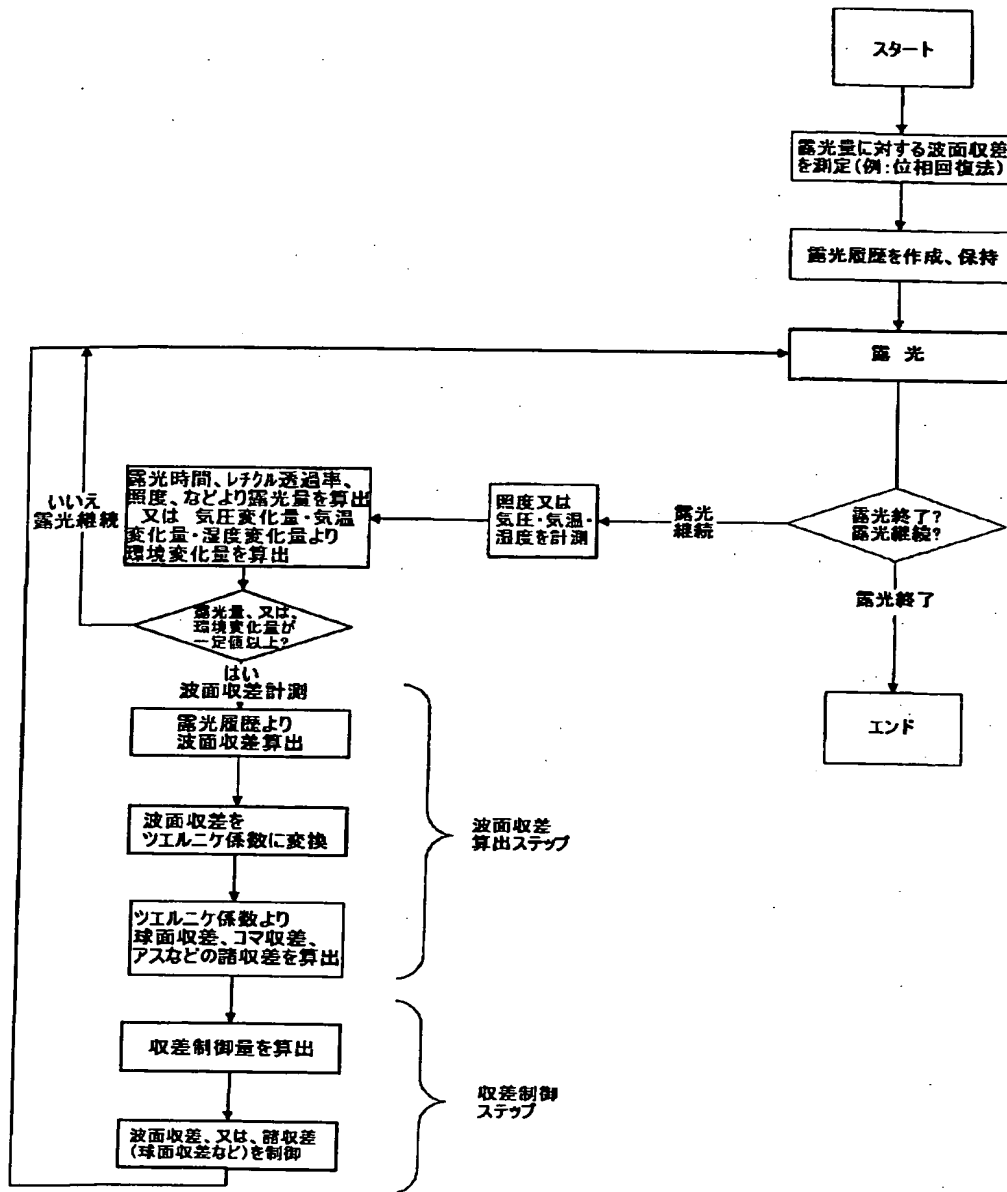 スタート
露光量に対する波面収差
を測定(例:位相回復法)
露光履歴を作成、保持
露 光
露光終了?
露光継続?
露光終了
エンド
露光
継続
照度又は
気圧・気温・
湿度を計測
露光時間、レチクル透過率、
照度、などより露光量を算出
又は 気圧変化量・気温
変化量・湿度変化量より
環境変化量を算出
いいえ
露光継続
露光量、又は、
環境変化量が
一定値以上?
はい
波面収差計測
露光履歴より
波面収差算出
波面収差を
ツエルニケ係数に変換
ツエルニケ係数より
球面収差、コマ収差、
アスなどの諸収差を算出
波面収差
算出ステップ
収差制御量を算出
波面収差、又は、諸収差
(球面収差など)を制御
収差制御
ステップ